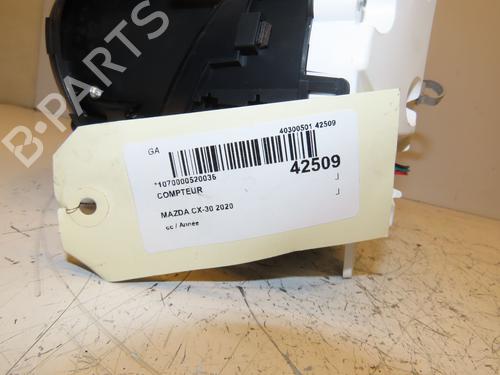 B-PARTS
GA
40300501 42509
*1070000520036
42509
COMPTEUR
MAZDA CX-30 2020
cc / Année